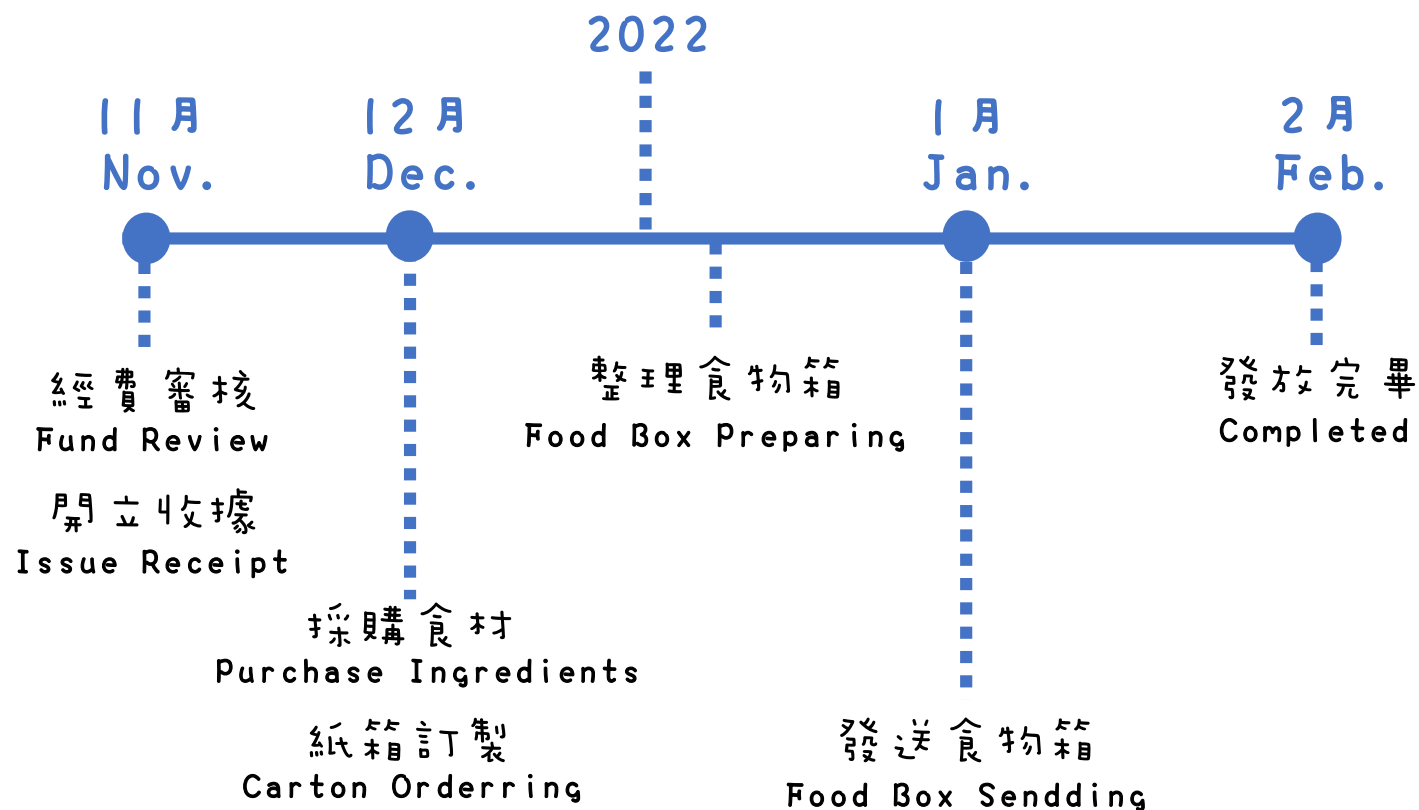 2022
11月
Nov.
12月
Dec.
1月
Jan.
2月
Feb.
經費審核
Fund Review
開立收據
Issue Receipt
採購食材
Purchase Ingredients
紙箱訂製
Carton Orderring
整理食物箱
Food Box Preparing
發送食物箱
Food Box Sendding
發放完畢
Completed